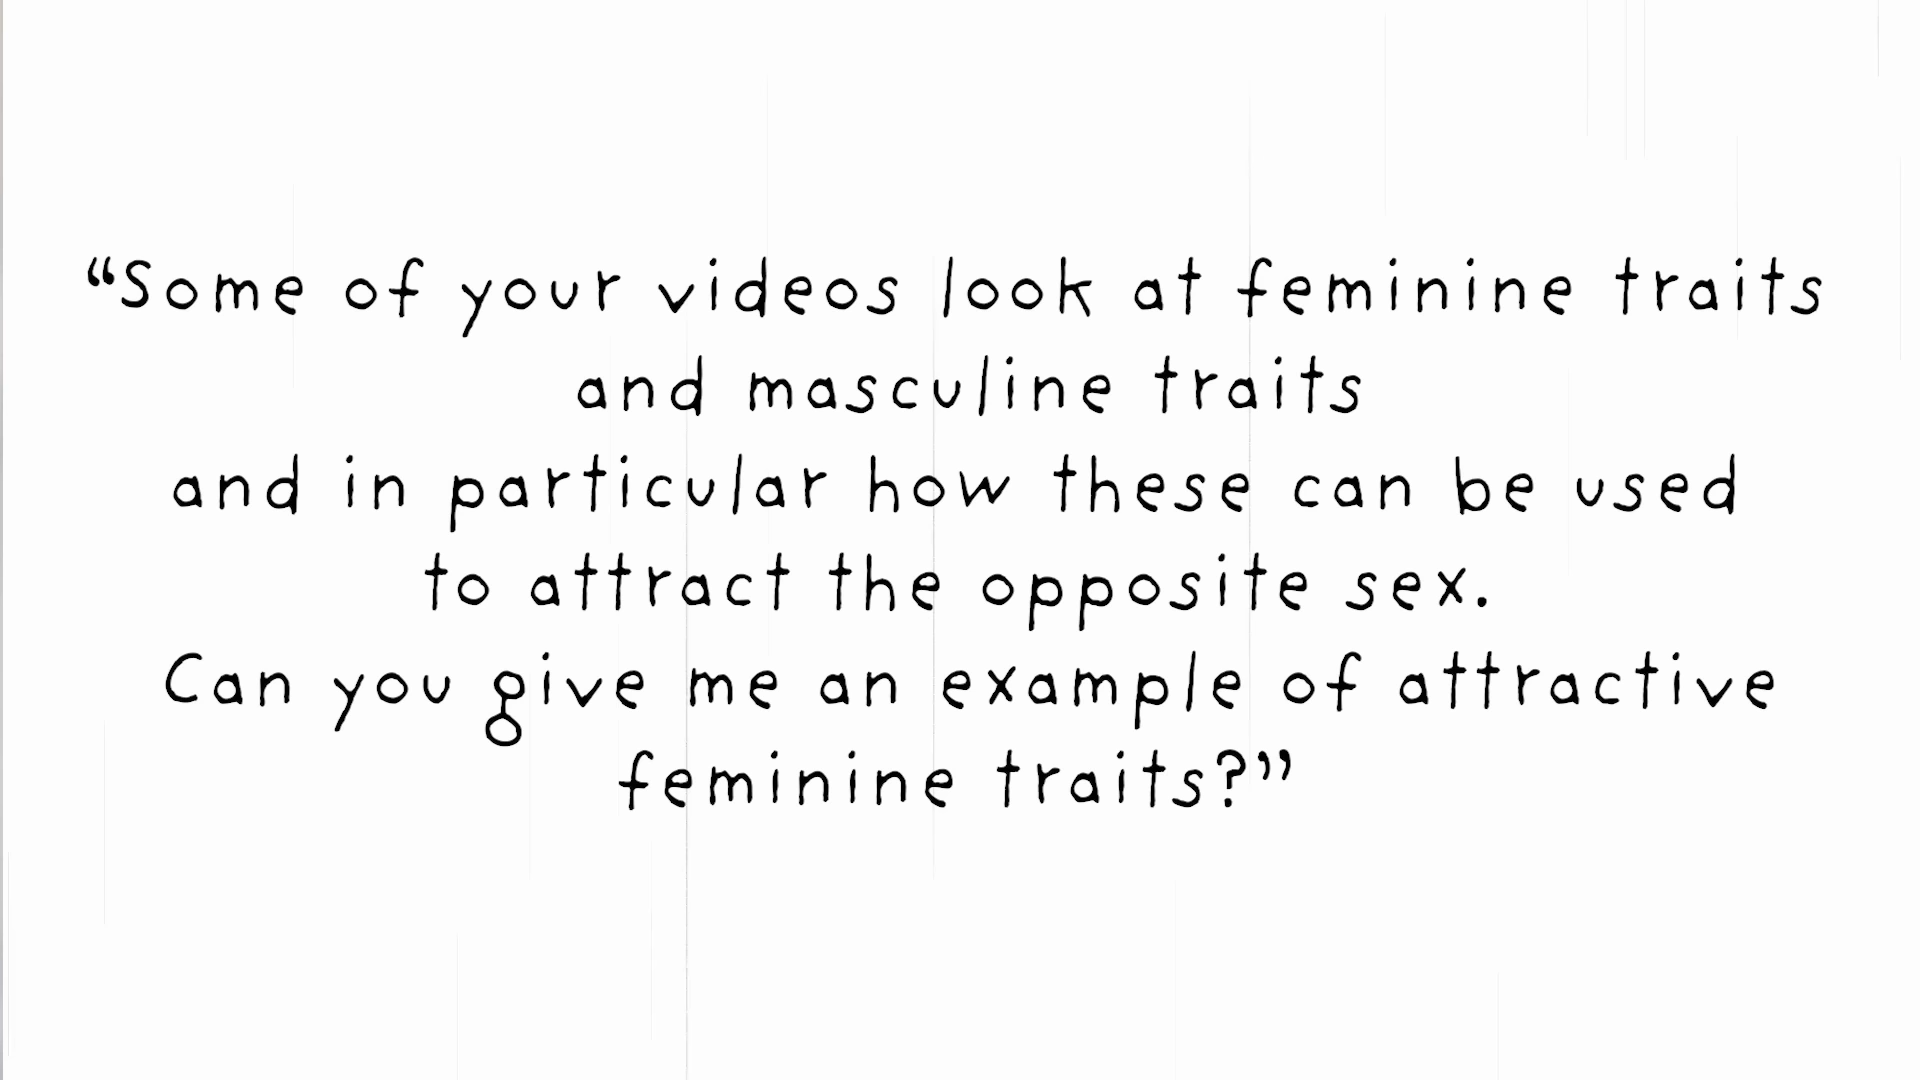 “Some of your videos look at feminine traits
and masculine traits
and in particular how these can be used
to attract the opposite sex.
Can you give me an example of attractive
feminine traits?”